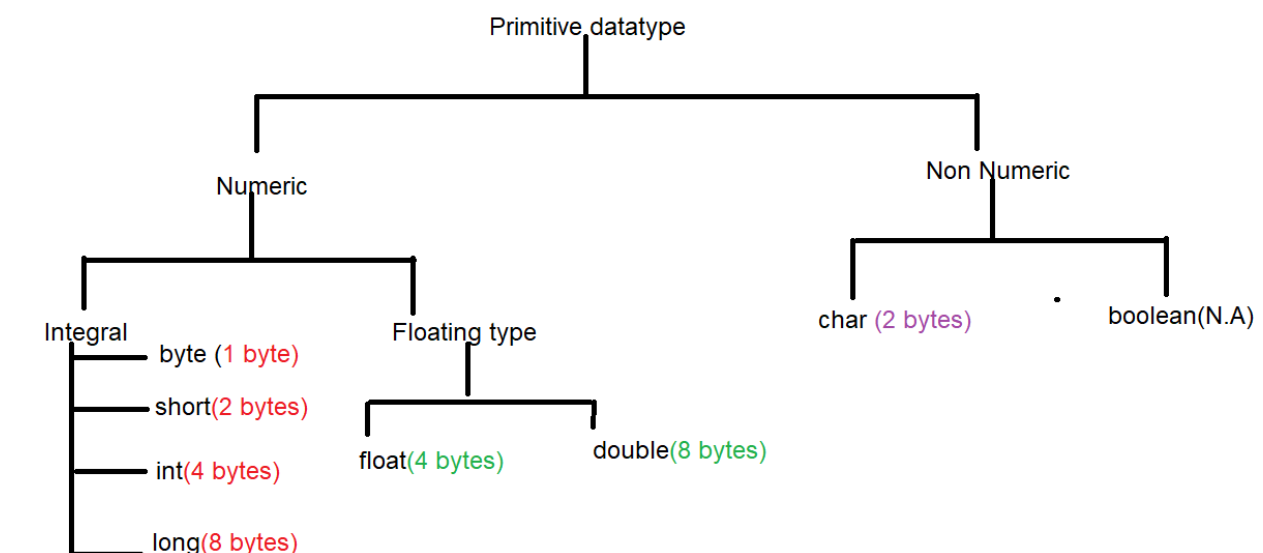 Primitive datatype
Numeric
Non Numeric
Integral
Floating type
char (2 bytes)
boolean(N.A)
byte (1 byte)
short(2 bytes)
int(4 bytes)
long(8 bytes)
float(4 bytes)
double(8 bytes)